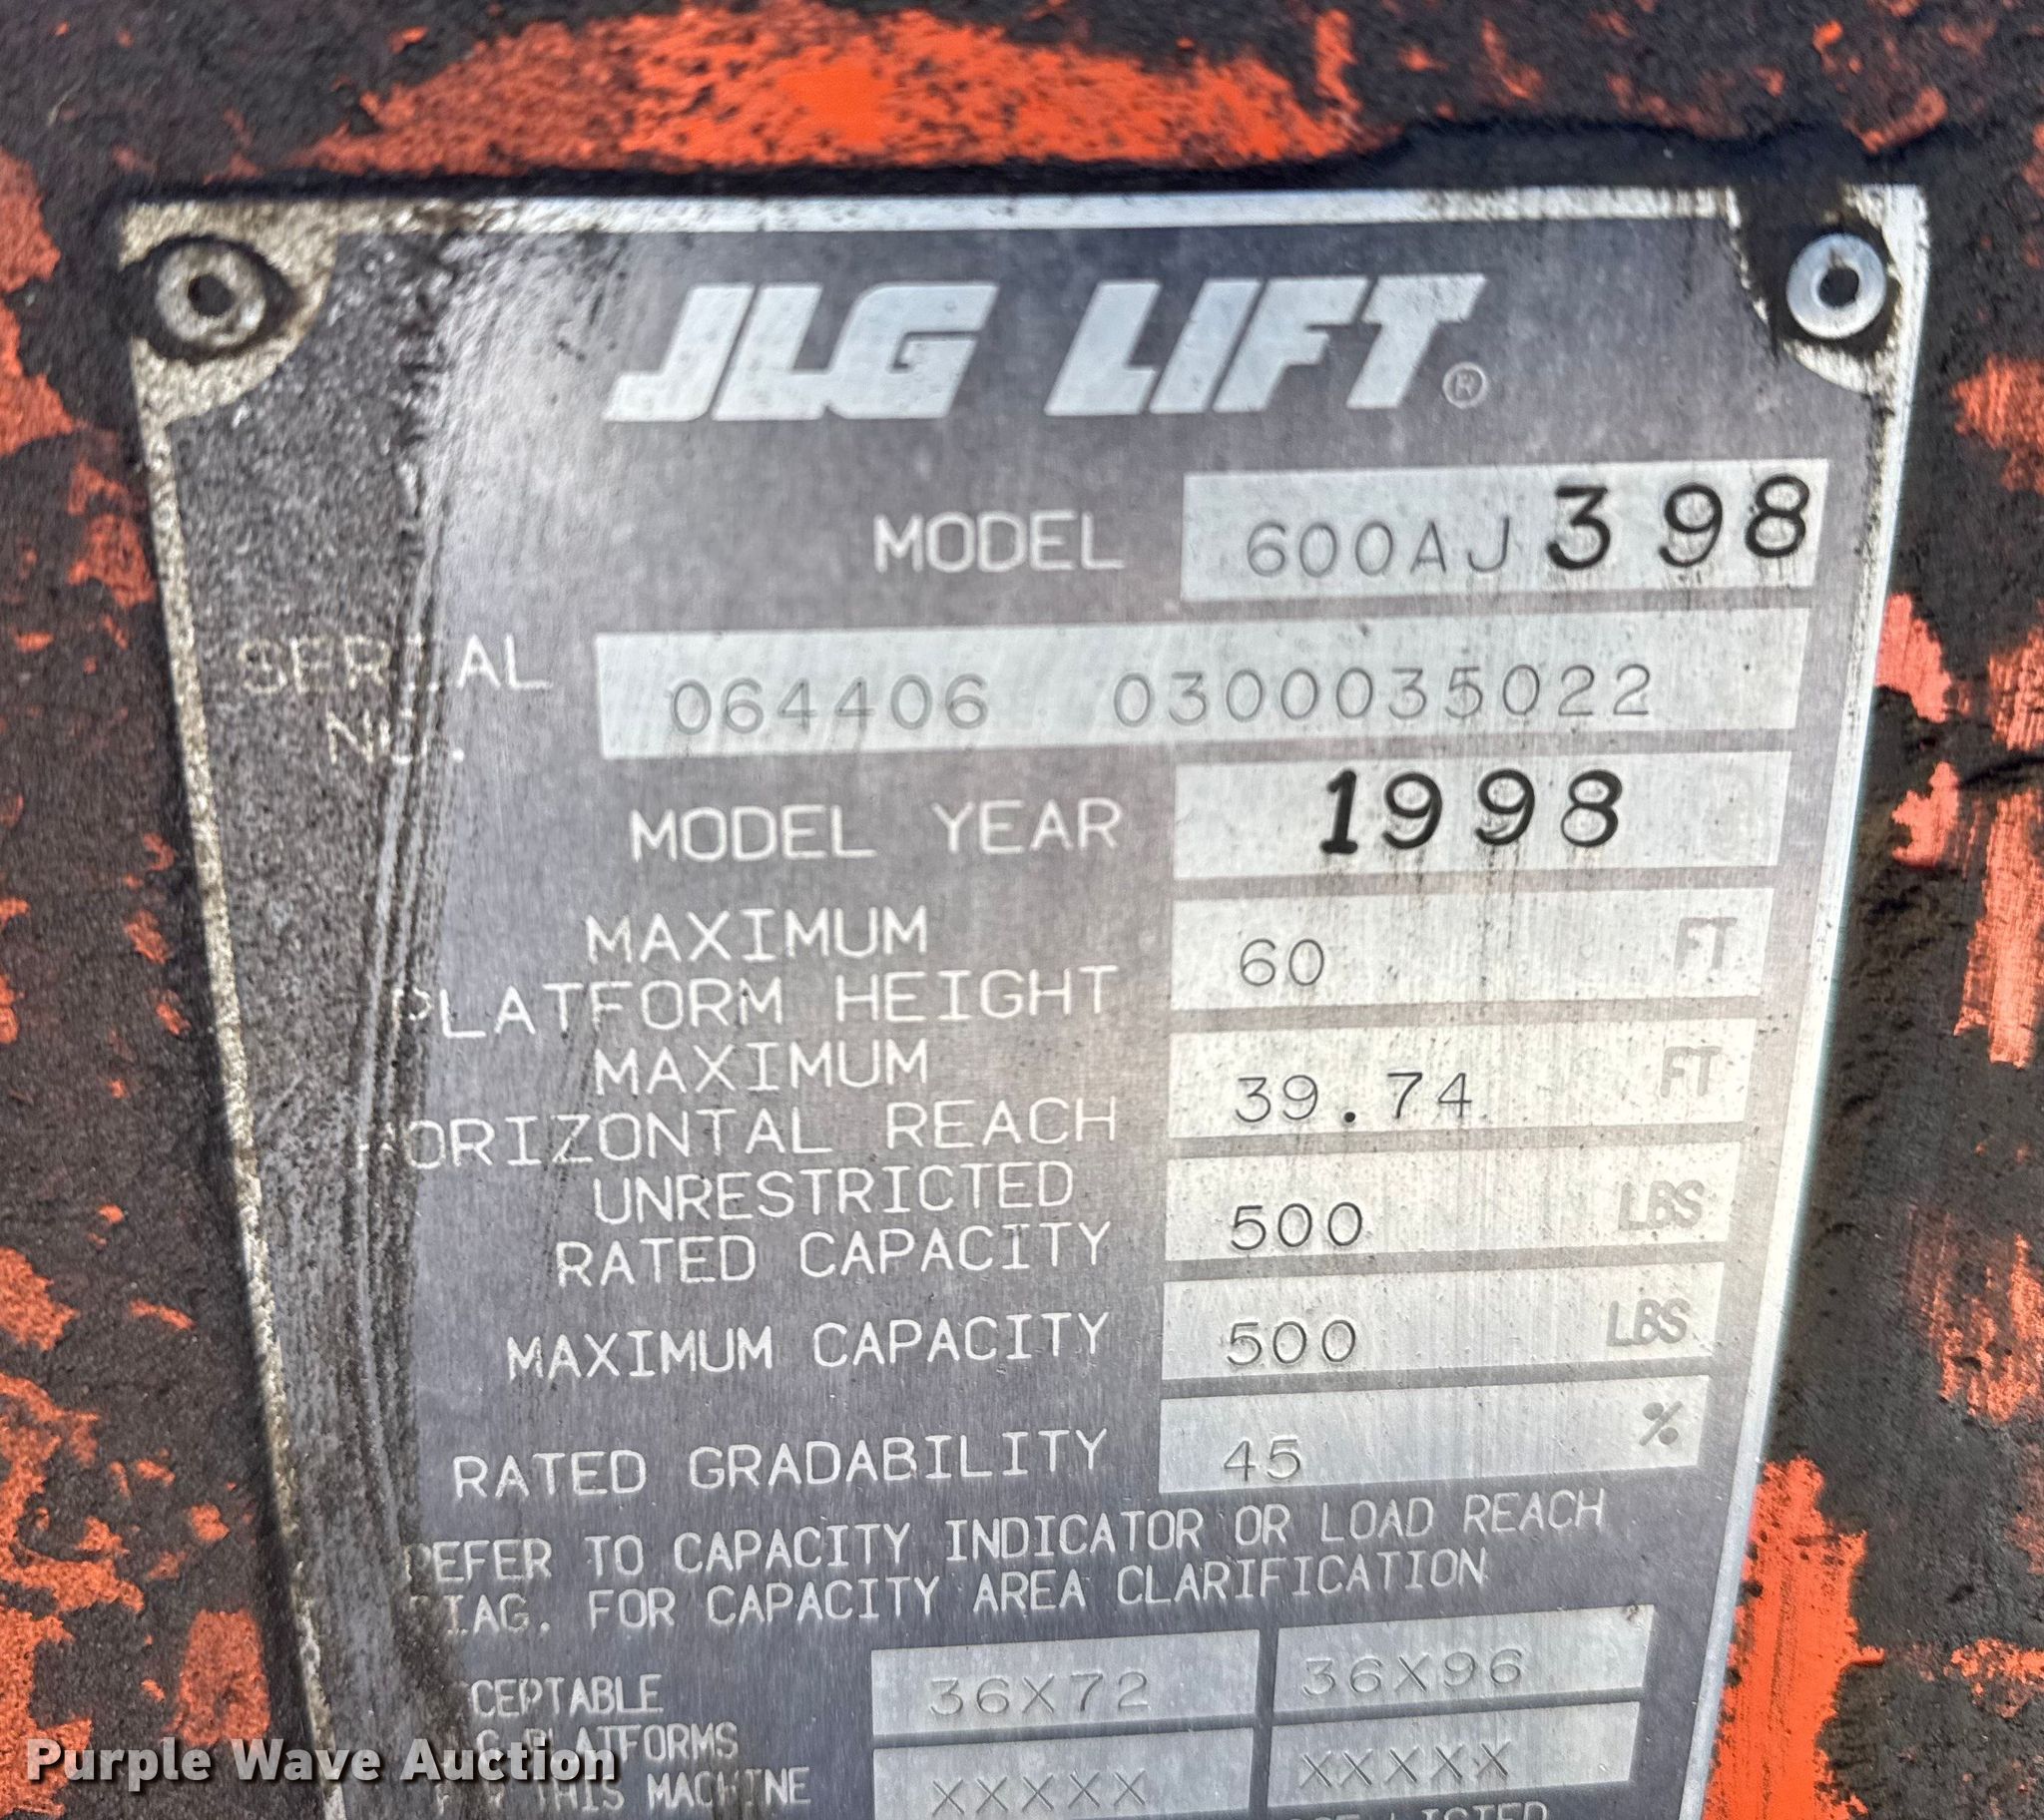 JLG LIFT®
MODEL 600AJ 398
SERIAL
NO. 064406 0300035022
MODEL YEAR 1998
MAXIMUM
PLATFORM HEIGHT 60 FT
MAXIMUM
HORIZONTAL REACH 39.74 FT
UNRESTRICTED
RATED CAPACITY 500 LBS
MAXIMUM CAPACITY 500 LBS
RATED GRADABILITY 45 %
REFER TO CAPACITY INDICATOR OR LOAD REACH
DIAG. FOR CAPACITY AREA CLARIFICATION
CEPTABLE 36X72 36X96
PLATFORMS
THIS MACHINE XXXXX XXXXX
LISTED
Purple Wave Auction